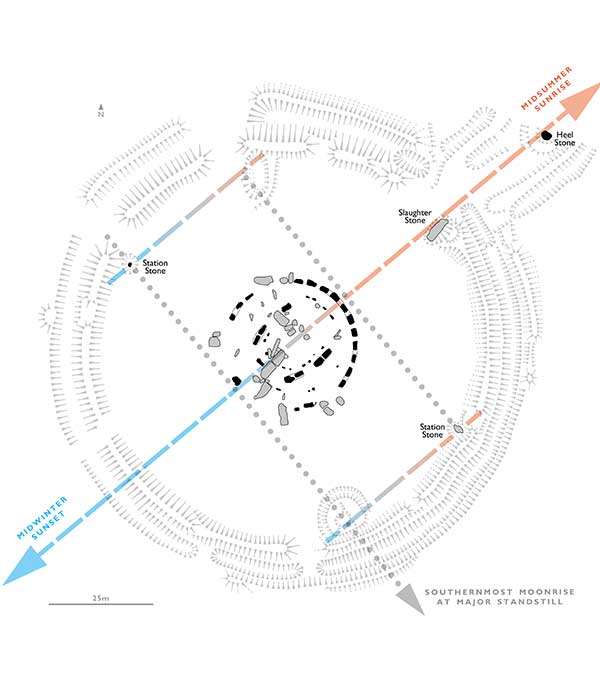 MIDSUMMER
SUNRISE
N
Heel
Stone
Slaughter
Stone
Station
Stone
Station
Stone
MIDWINTER
SUNSET
25m
SOUTHERNMOST MOONRISE
AT MAJOR STANDSTILL